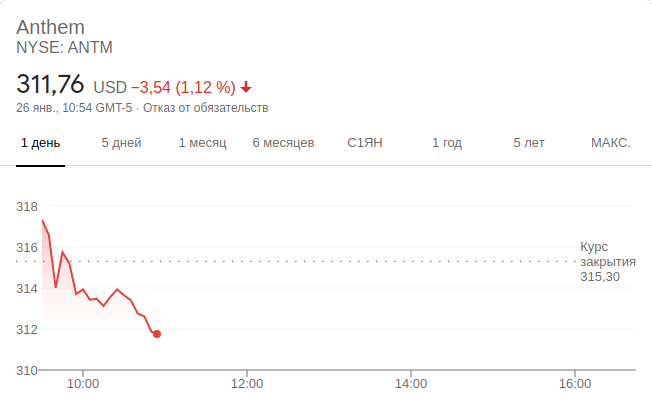 Anthem
NYSE: ANTM
311,76 USD −3,54 (1,12 %)
26 янв., 10:54 GMT-5 · Отказ от обязательств
1 день 5 дней 1 месяц 6 месяцев С1ЯН 1 год 5 лет МАКС.
318
316
314
312
310
Курс
закрытия
315,30
10:00 12:00 14:00 16:00